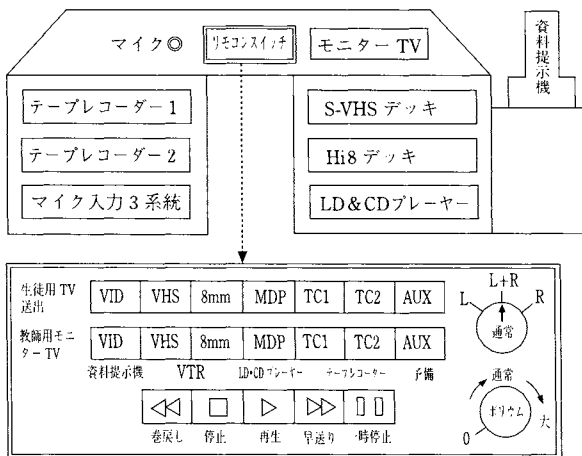 マイク◎ リモコンスイッチ モニターTV
資料提示機
テープレコーダー1 S-VHSデッキ
テープレコーダー2 Hi8デッキ
マイク入力3系統 LD&CDプレーヤー
生徒用TV送出 VID VHS 8mm MDP TC1 TC2 AUX
L L+R R
通常
教師用モニターTV VID VHS 8mm MDP TC1 TC2 AUX
資料提示機 VTR LD・CDプレーヤー テープレコーダー 予備
通常
ボリウム
0 大
巻戻し 停止 再生 早送り 一時停止